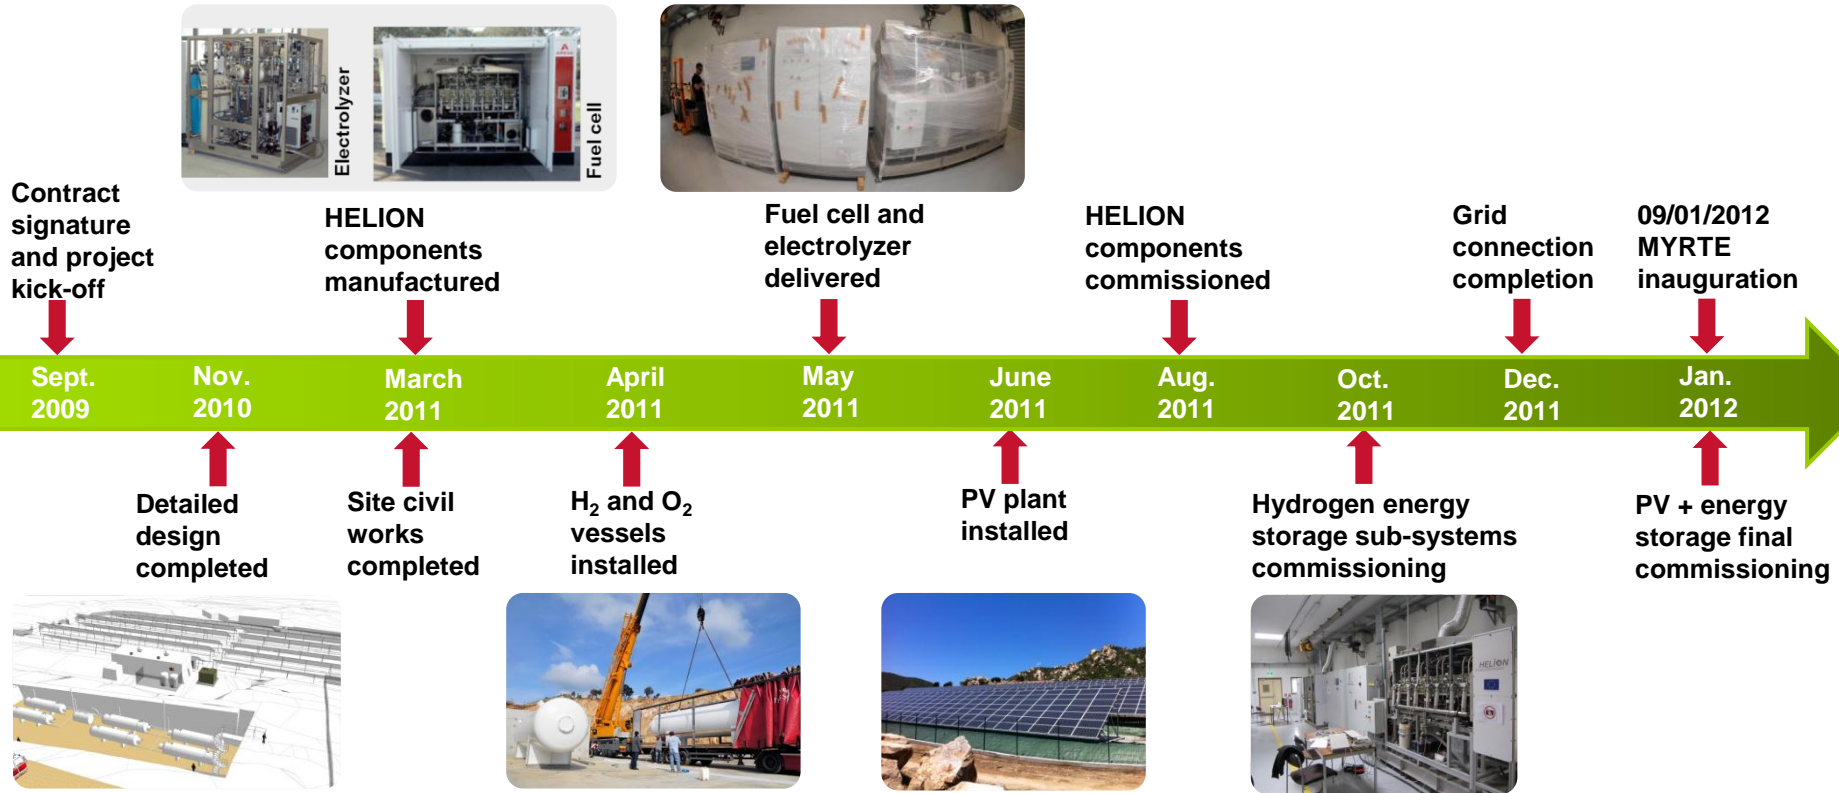 Electrolyzer
Fuel cell
HELION
Contract
signature
and project
kick-off
HELION
components
manufactured
Fuel cell and
electrolyzer
delivered
HELION
components
commissioned
Grid
connection
completion
09/01/2012
MYRTE
inauguration
Sept.
2009
Nov.
2010
March
2011
April
2011
May
2011
June
2011
Aug.
2011
Oct.
2011
Dec.
2011
Jan.
2012
Detailed
design
completed
Site civil
works
completed
H₂ and O₂
vessels
installed
PV plant
installed
Hydrogen energy
storage sub-systems
commissioning
PV + energy
storage final
commissioning
HELION